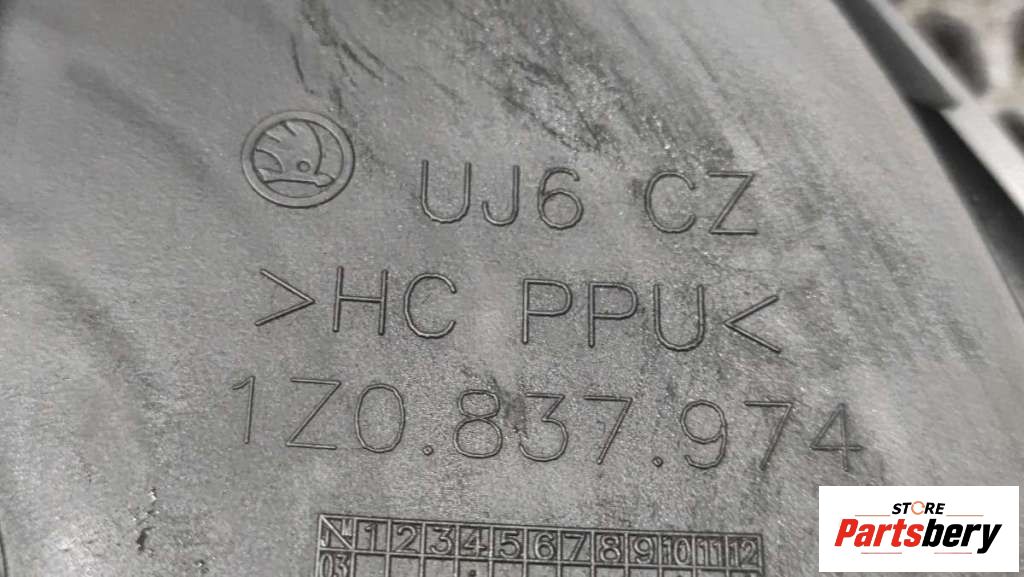 UJ6 CZ
>HC PPU<
1Z0.837.974
N 1 2 3 4 5 6 7 8 9 10 11 12
03
STORE
Partsbery